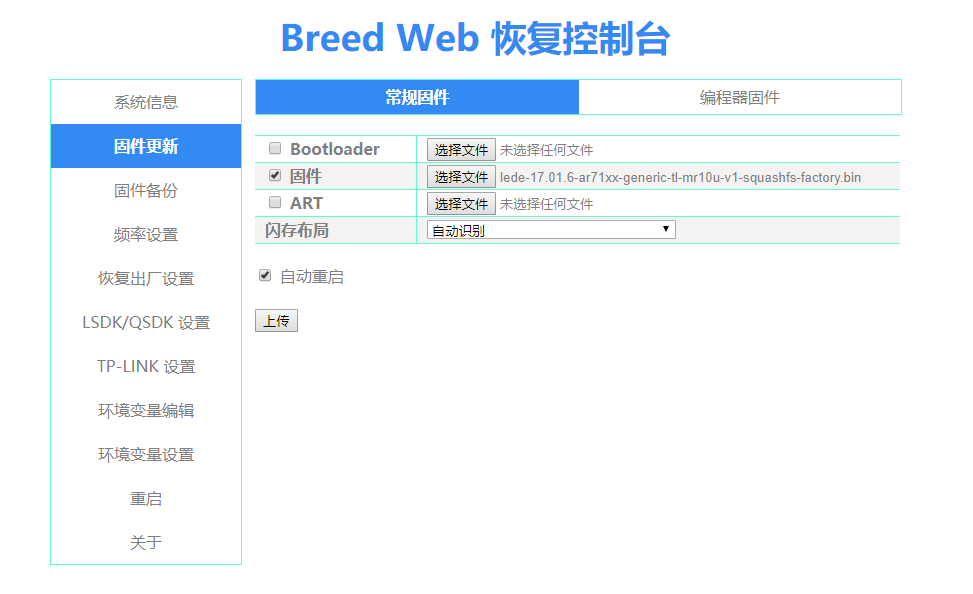 Breed Web 恢复控制台
系统信息
固件更新
固件备份
频率设置
恢复出厂设置
LSDK/QSDK 设置
TP-LINK 设置
环境变量编辑
环境变量设置
重启
关于
常规固件 编程器固件
Bootloader 选择文件 未选择任何文件
固件 选择文件 lede-17.01.6-ar71xx-generic-tl-mr10u-v1-squashfs-factory.bin
ART 选择文件 未选择任何文件
闪存布局 自动识别
自动重启
上传